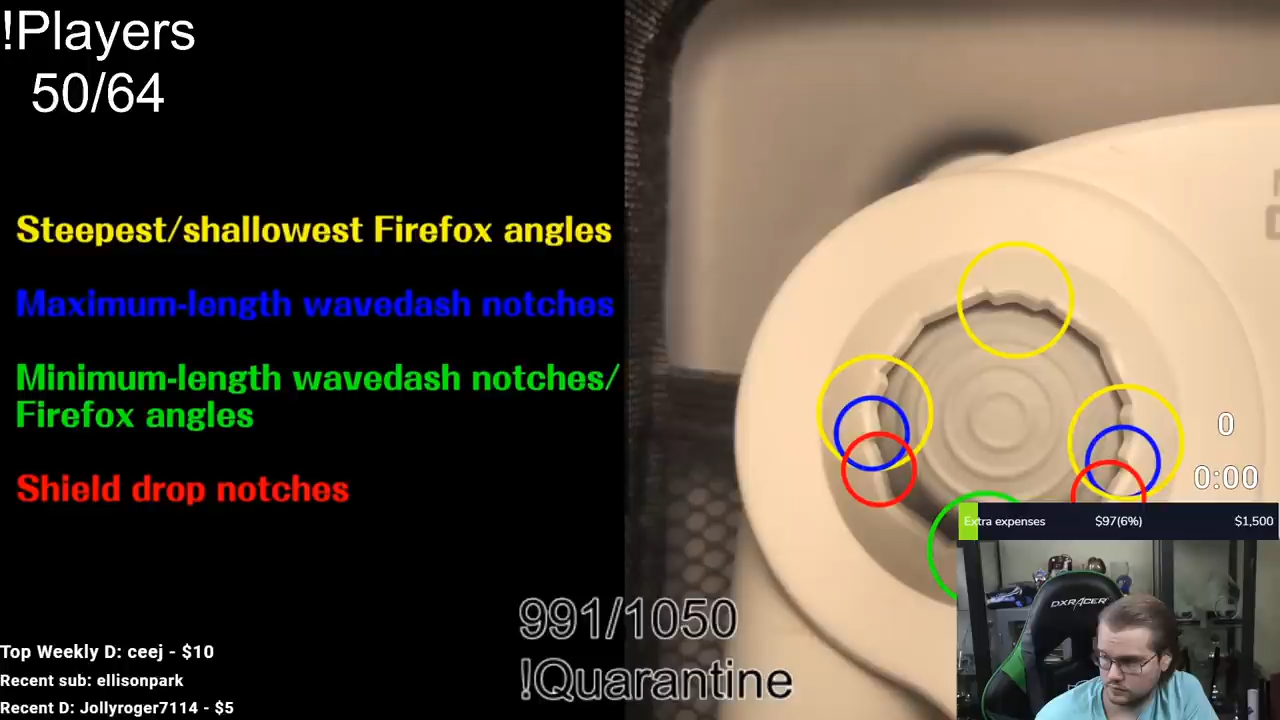 !Players
50/64
Steepest/shallowest Firefox angles
Maximum-length wavedash notches
Minimum-length wavedash notches/
Firefox angles
Shield drop notches
0
0:00
Extra expenses $97(6%) $1,500
DXRACER
991/1050
!Quarantine
Top Weekly D: ceej - $10
Recent sub: ellisonpark
Recent D: Jollyroger7114 - $5